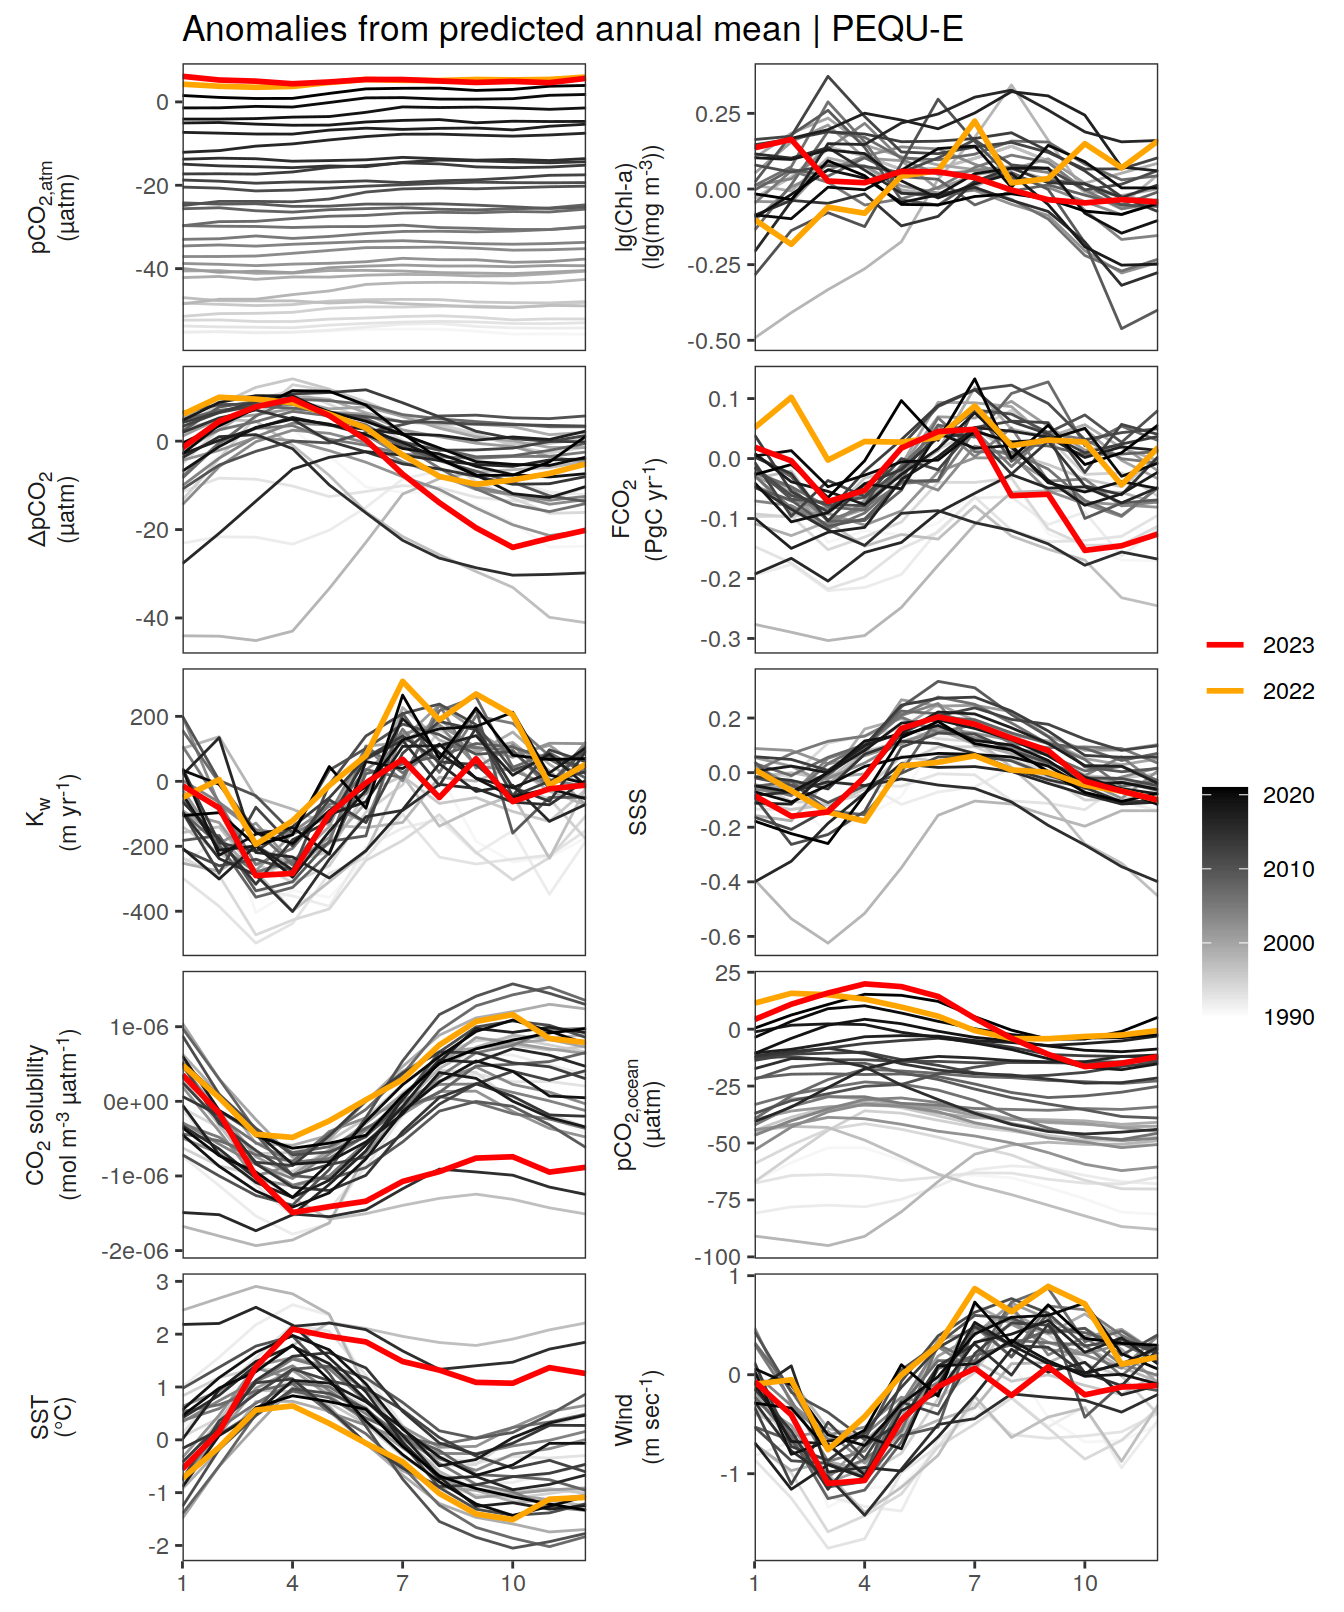 Anomalies from predicted annual mean | PEQU-E
pCO2,atm
(µatm)
0
-20
-40
lg(Chl-a)
(lg(mg m-3))
0.25
0.00
-0.25
-0.50
ΔpCO2
(µatm)
0
-20
-40
FCO2
(PgC yr-1)
0.1
0.0
-0.1
-0.2
-0.3
Kw
(m yr-1)
200
0
-200
-400
SSS
0.2
0.0
-0.2
-0.4
-0.6
CO2 solubility
(mol m-3 µatm-1)
1e-06
0e+00
-1e-06
-2e-06
pCO2,ocean
(µatm)
25
0
-25
-50
-75
-100
SST
(°C)
3
2
1
0
-1
-2
1
4
7
10
Wind
(m sec-1)
1
0
-1
1
4
7
10
2023
2022
2020
2010
2000
1990